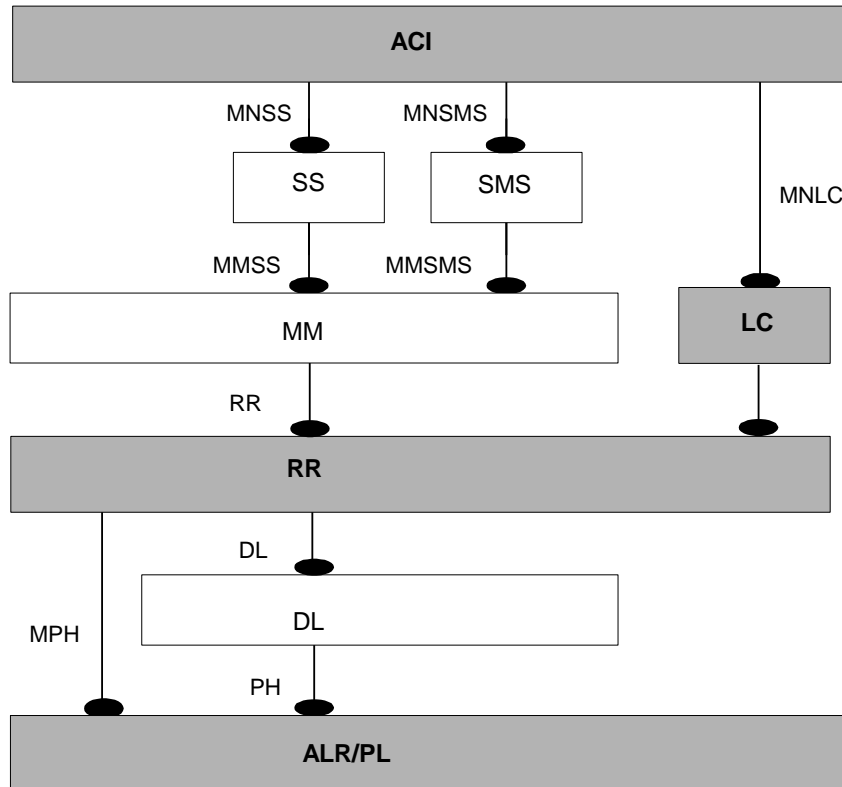 ACI
MNSS
MNSMS
SS
SMS
MNLC
MMSS
MMSMS
LC
MM
RR
RR
DL
DL
MPH
PH
ALR/PL